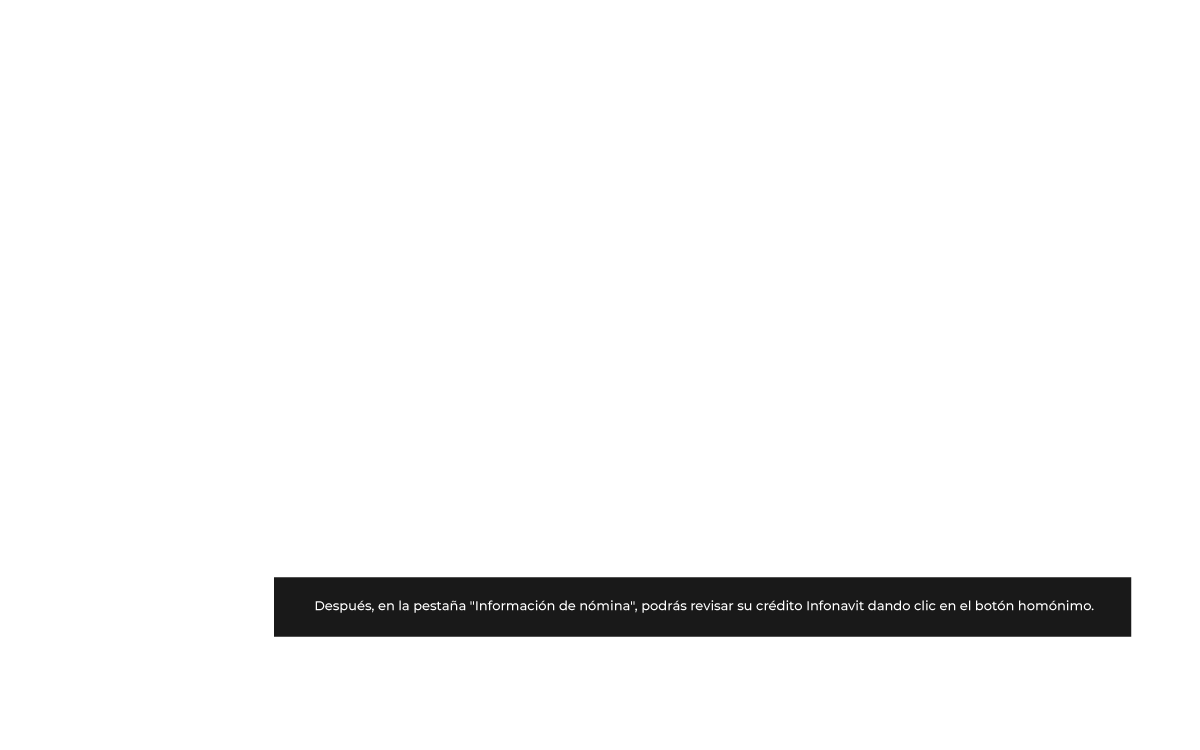 Después, en la pestaña "Información de nómina", podrás revisar su crédito Infonavit dando clic en el botón homónimo.